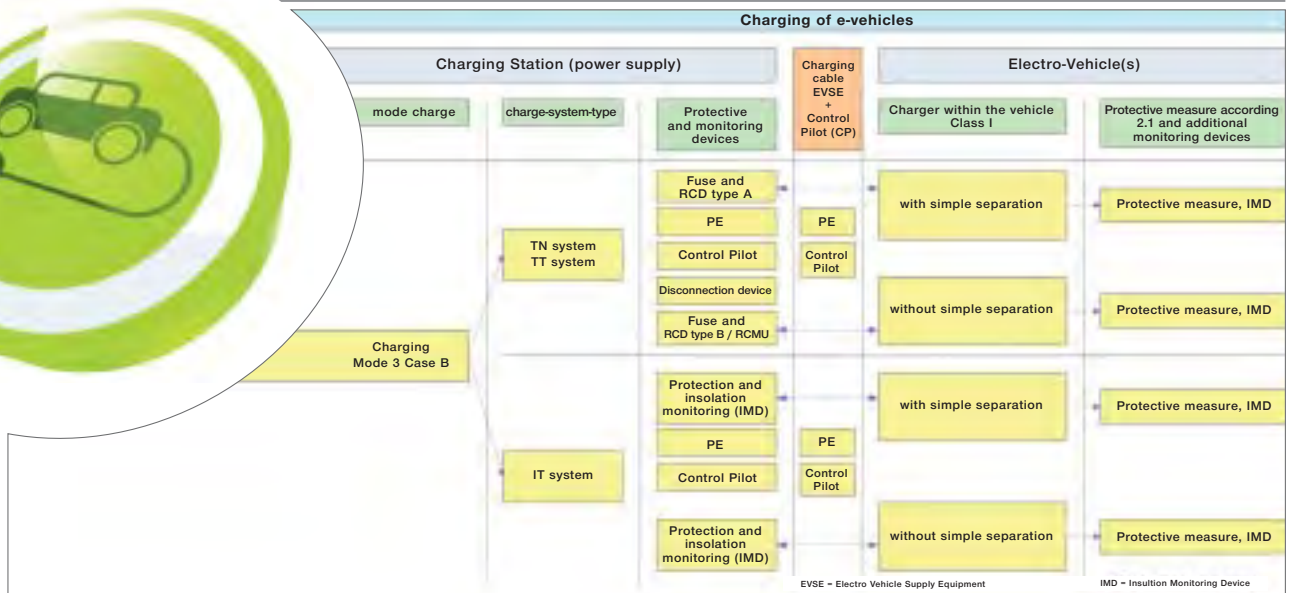 Charging of e-vehicles
Charging Station (power supply)
Charging
cable
EVSE
+
Control
Pilot (CP)
Electro-Vehicle(s)
mode charge
charge-system-type
Protective
and monitoring
devices
Charger within the vehicle
Class I
Protective measure according
2.1 and additional
monitoring devices
Fuse and
RCD type A
with simple separation
Protective measure, IMD
PE
PE
TN system
TT system
Control Pilot
Control
Pilot
Disconnection device
without simple separation
Protective measure, IMD
Fuse and
RCD type B / RCMU
Charging
Mode 3 Case B
Protection and
insolation
monitoring (IMD)
with simple separation
Protective measure, IMD
PE
PE
IT system
Control Pilot
Control
Pilot
Protection and
insolation
monitoring (IMD)
without simple separation
Protective measure, IMD
EVSE = Electro Vehicle Supply Equipment
IMD = Insultion Monitoring Device